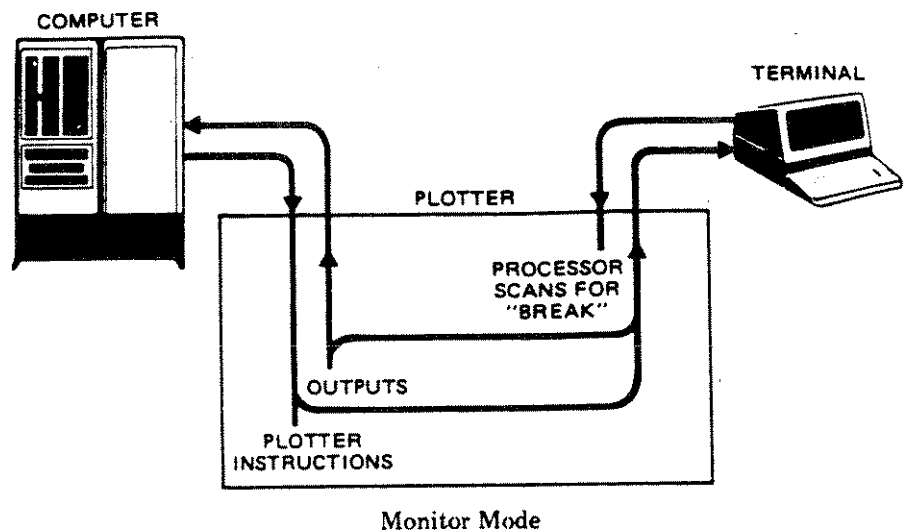 COMPUTER
TERMINAL
PLOTTER
PROCESSOR
SCANS FOR
"BREAK"
OUTPUTS
PLOTTER
INSTRUCTIONS
Monitor Mode